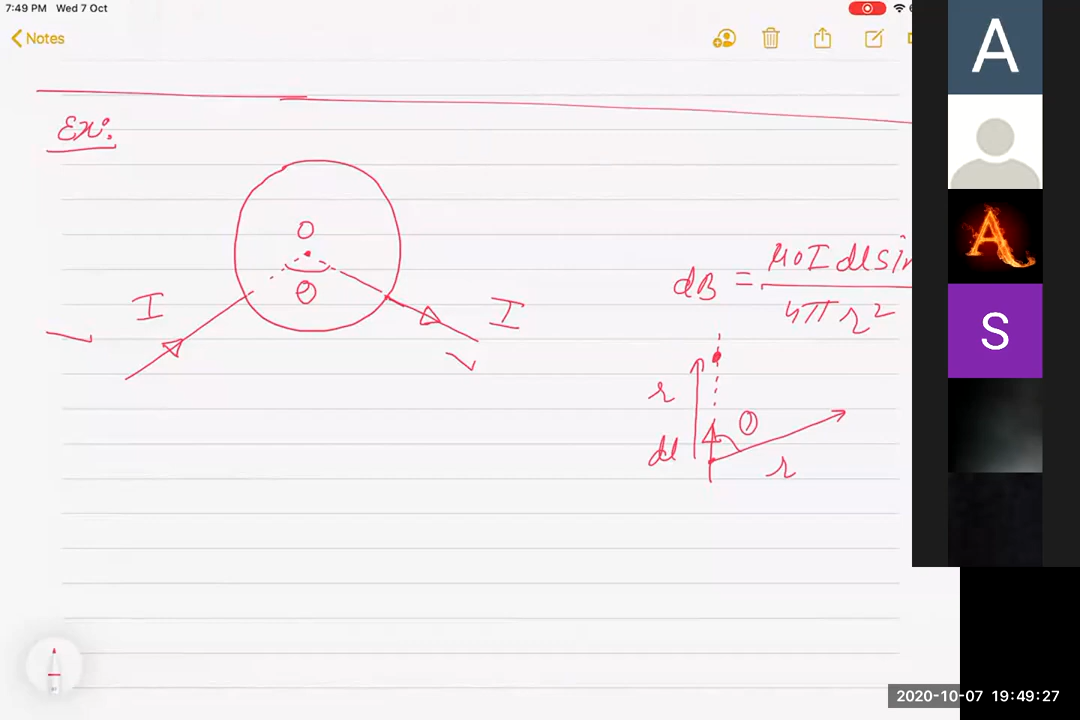 7:49 PM Wed 7 Oct
Notes
Ex:
O
θ
I
I
dB = μ0 I dl sin
4π r²
r
θ
dl
r
A
S
2020-10-07 19:49:27